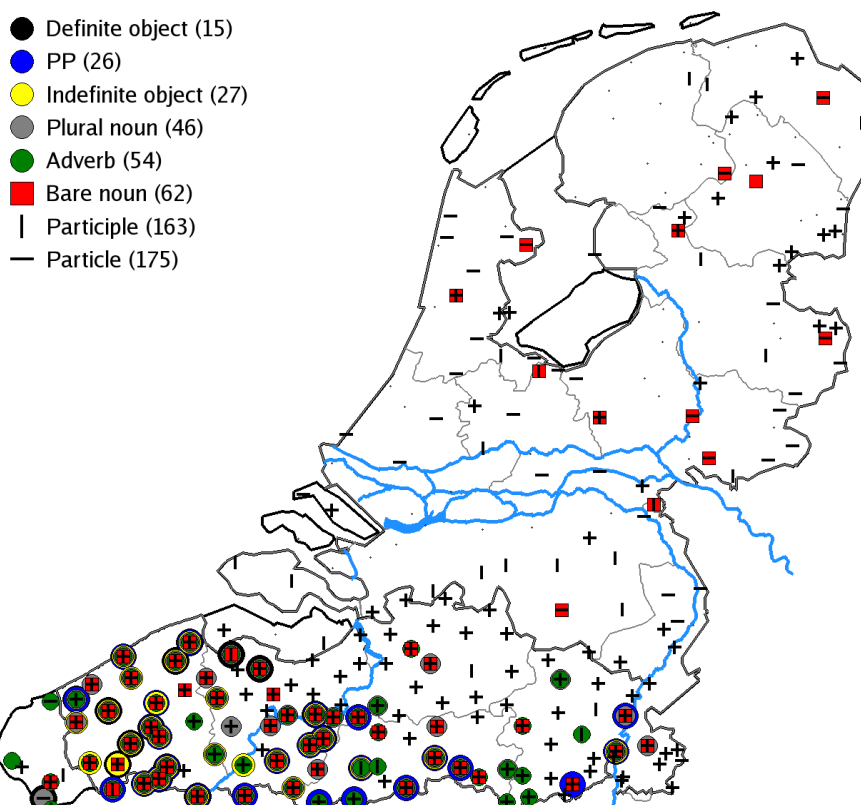 Definite object (15)
PP (26)
Indefinite object (27)
Plural noun (46)
Adverb (54)
Bare noun (62)
Participle (163)
Particle (175)